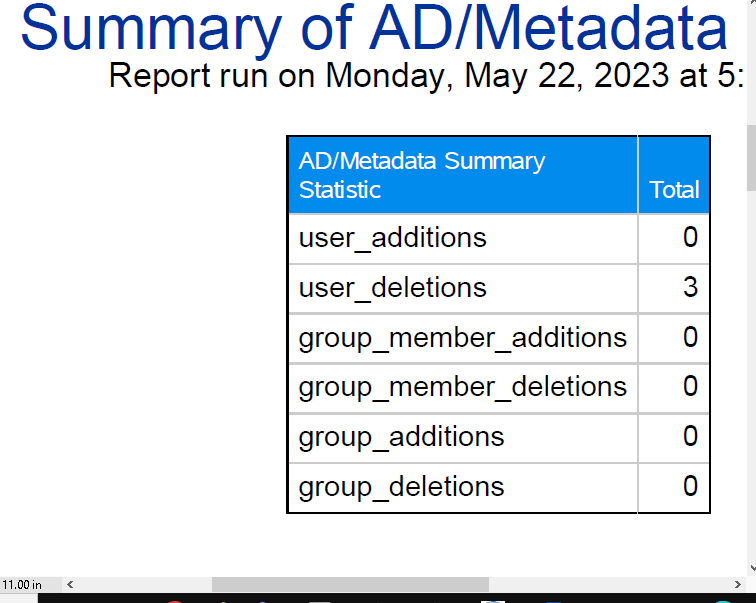 Summary of AD/Metadata
Report run on Monday, May 22, 2023 at 5:
AD/Metadata Summary
Statistic Total
user_additions 0
user_deletions 3
group_member_additions 0
group_member_deletions 0
group_additions 0
group_deletions 0
11.00 in